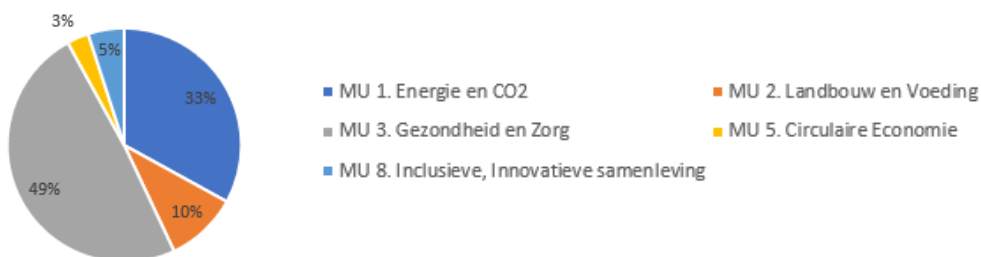 3%
5%
33%
10%
49%
MU 1. Energie en CO2
MU 2. Landbouw en Voeding
MU 3. Gezondheid en Zorg
MU 5. Circulaire Economie
MU 8. Inclusieve, Innovatieve samenleving